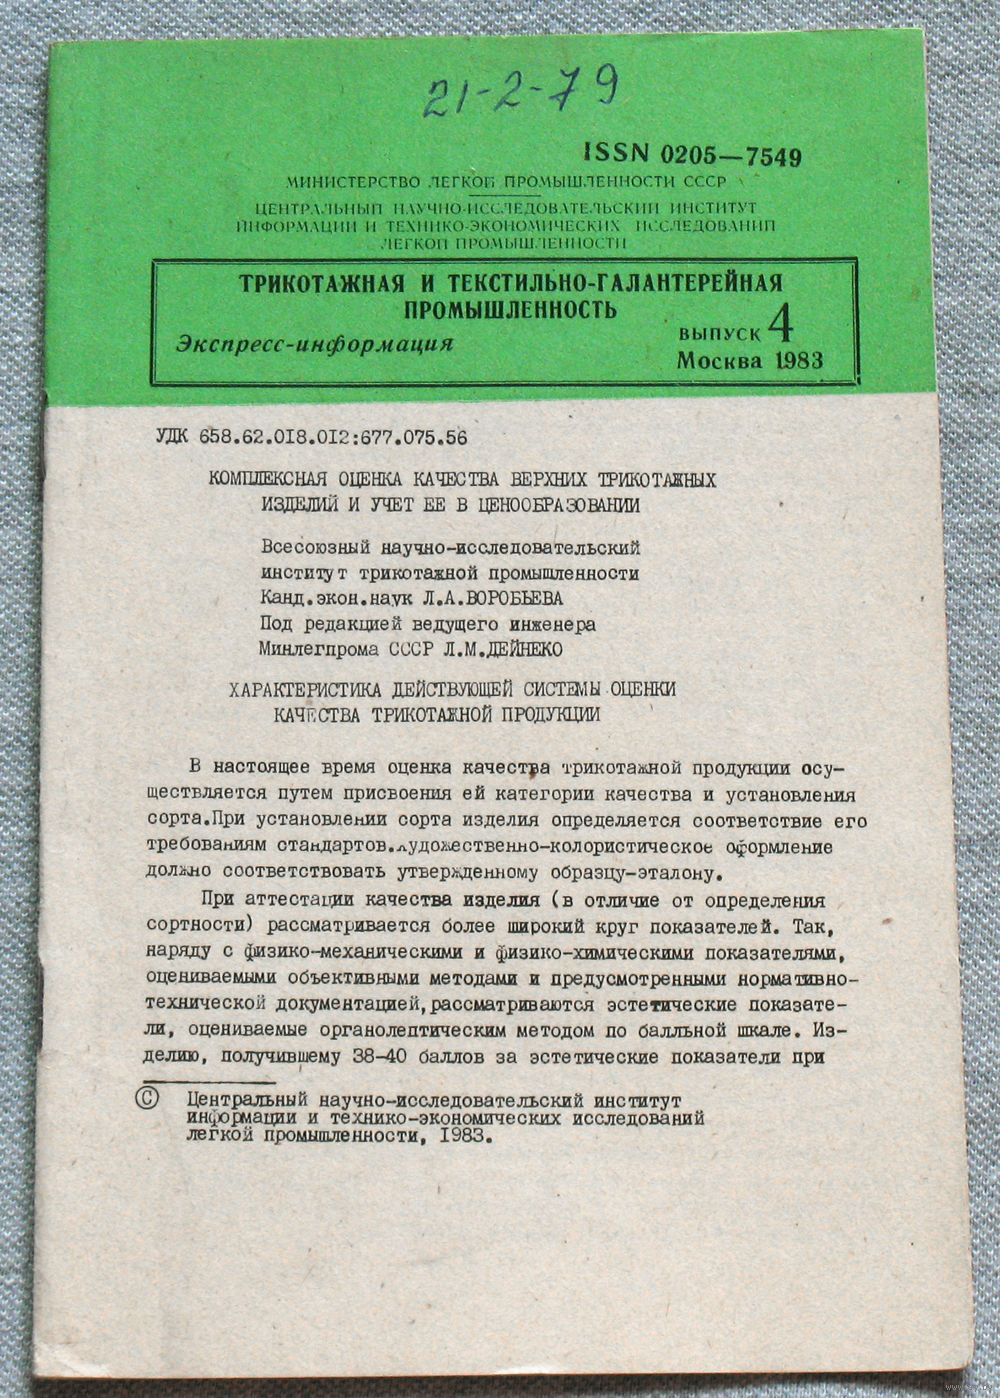 21-2-79
ISSN 0205—7549
МИНИСТЕРСТВО ЛЕГКОЙ ПРОМЫШЛЕННОСТИ СССР
ЦЕНТРАЛЬНЫЙ НАУЧНО-ИССЛЕДОВАТЕЛЬСКИЙ ИНСТИТУТ
ИНФОРМАЦИИ И ТЕХНИКО-ЭКОНОМИЧЕСКИХ ИССЛЕДОВАНИЙ
ЛЕГКОЙ ПРОМЫШЛЕННОСТИ
ТРИКОТАЖНАЯ И ТЕКСТИЛЬНО-ГАЛАНТЕРЕЙНАЯ
ПРОМЫШЛЕННОСТЬ
Экспресс-информация
ВЫПУСК 4
Москва 1983
УДК 658.62.018.012:677.075.56
КОМПЛЕКСНАЯ ОЦЕНКА КАЧЕСТВА ВЕРХНИХ ТРИКОТАЖНЫХ
ИЗДЕЛИЙ И УЧЕТ ЕЕ В ЦЕНООБРАЗОВАНИИ
Всесоюзный научно-исследовательский
институт трикотажной промышленности
Канд.экон.наук Л.А.ВОРОБЬЕВА
Под редакцией ведущего инженера
Минлегпрома СССР Л.М.ДЕЙНЕКО
ХАРАКТЕРИСТИКА ДЕЙСТВУЮЩЕЙ СИСТЕМЫ ОЦЕНКИ
КАЧЕСТВА ТРИКОТАЖНОЙ ПРОДУКЦИИ
В настоящее время оценка качества трикотажной продукции осу-
ществляется путем присвоения ей категории качества и установления
сорта.При установлении сорта изделия определяется соответствие его
требованиям стандартов.Художественно-колористическое оформление
должно соответствовать утвержденному образцу-эталону.
При аттестации качества изделия (в отличие от определения
сортности) рассматривается более широкий круг показателей. Так,
наряду с физико-механическими и физико-химическими показателями,
оцениваемыми объективными методами и предусмотренными нормативно-
технической документацией,рассматриваются эстетические показате-
ли, оцениваемые органолептическим методом по балльной шкале. Из-
делию, получившему 38-40 баллов за эстетические показатели при
© Центральный научно-исследовательский институт
информации и технико-экономических исследований
легкой промышленности, 1983.